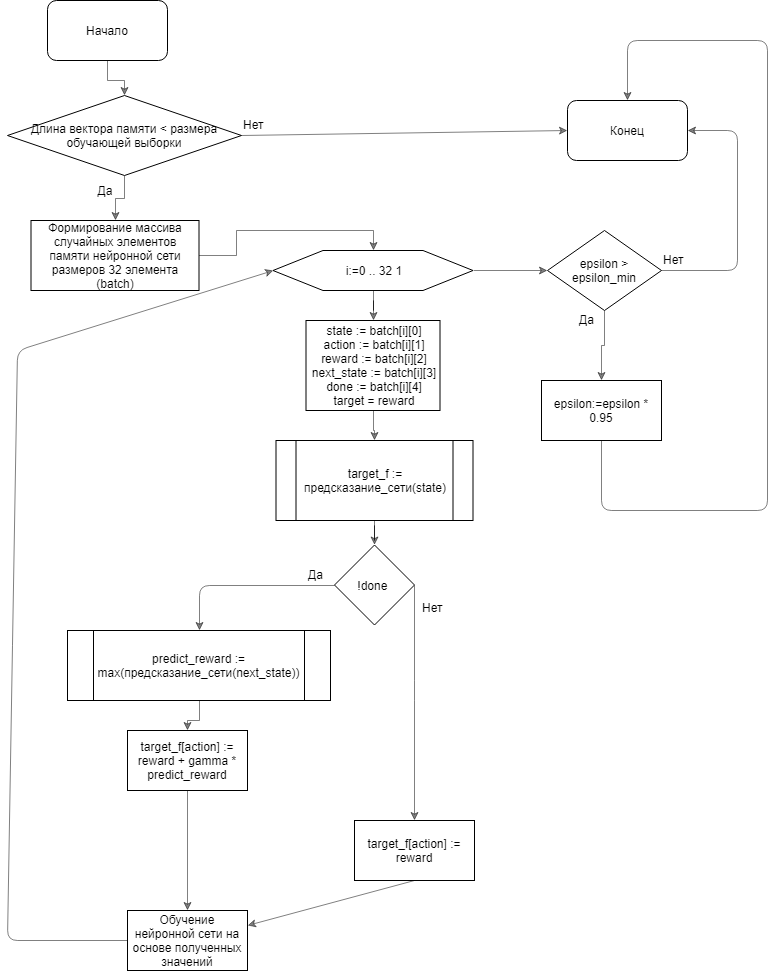 Начало
Длина вектора памяти < размера
обучающей выборки
Нет
Конец
Да
Формирование массива
случайных элементов
памяти нейронной сети
размеров 32 элемента
(batch)
i:=0 .. 32 1
epsilon >
epsilon_min
Нет
Да
state := batch[i][0]
action := batch[i][1]
reward := batch[i][2]
next_state := batch[i][3]
done := batch[i][4]
target = reward
epsilon:=epsilon *
0.95
target_f :=
предсказание_сети(state)
!done
Да
Нет
predict_reward :=
max(предсказание_сети(next_state))
target_f[action] :=
reward + gamma *
predict_reward
target_f[action] :=
reward
Обучение
нейронной сети на
основе полученных
значений